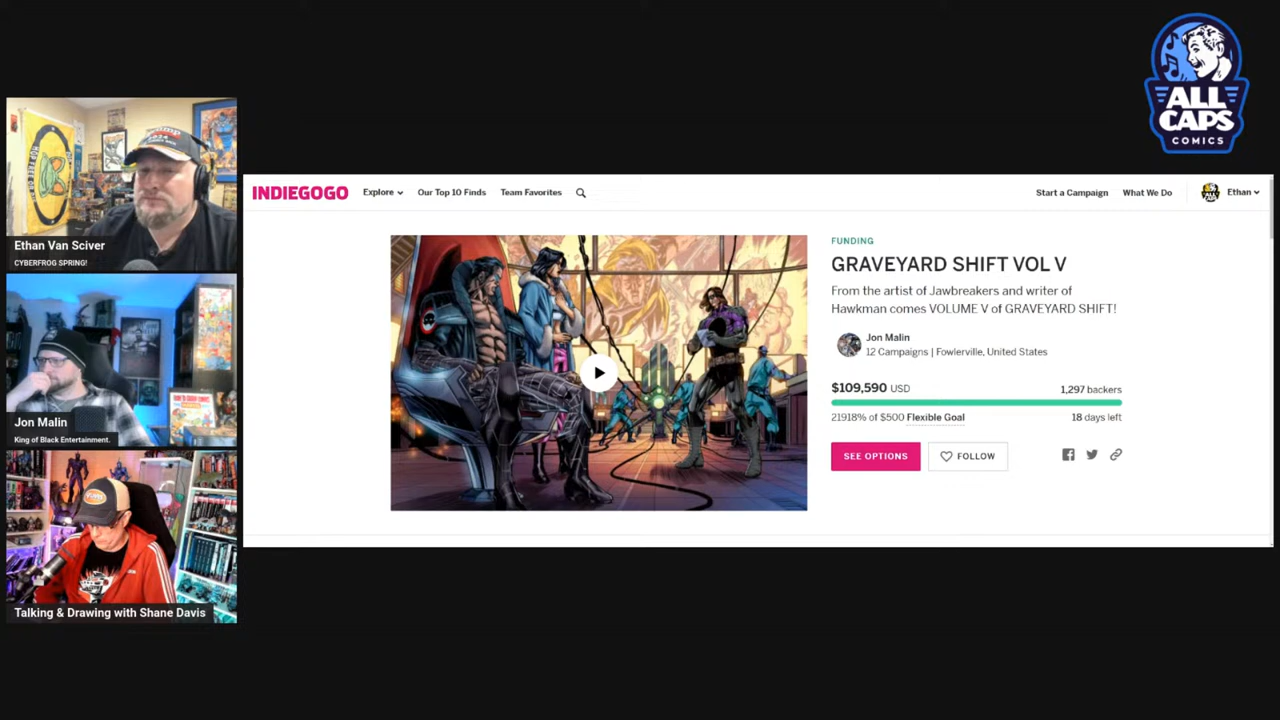 ALL
CAPS
COMICS
Ethan Van Sciver
CYBERFROG SPRING!
Jon Malin
King of Black Entertainment.
Talking & Drawing with Shane Davis
INDIEGOGO
Explore
Our Top 10 Finds
Team Favorites
Start a Campaign
What We Do
Ethan
FUNDING
GRAVEYARD SHIFT VOL V
From the artist of Jawbreakers and writer of
Hawkman comes VOLUME V of GRAVEYARD SHIFT!
Jon Malin
12 Campaigns | Fowlerville, United States
$109,590 USD
1,297 backers
21918% of $500 Flexible Goal
18 days left
SEE OPTIONS
FOLLOW